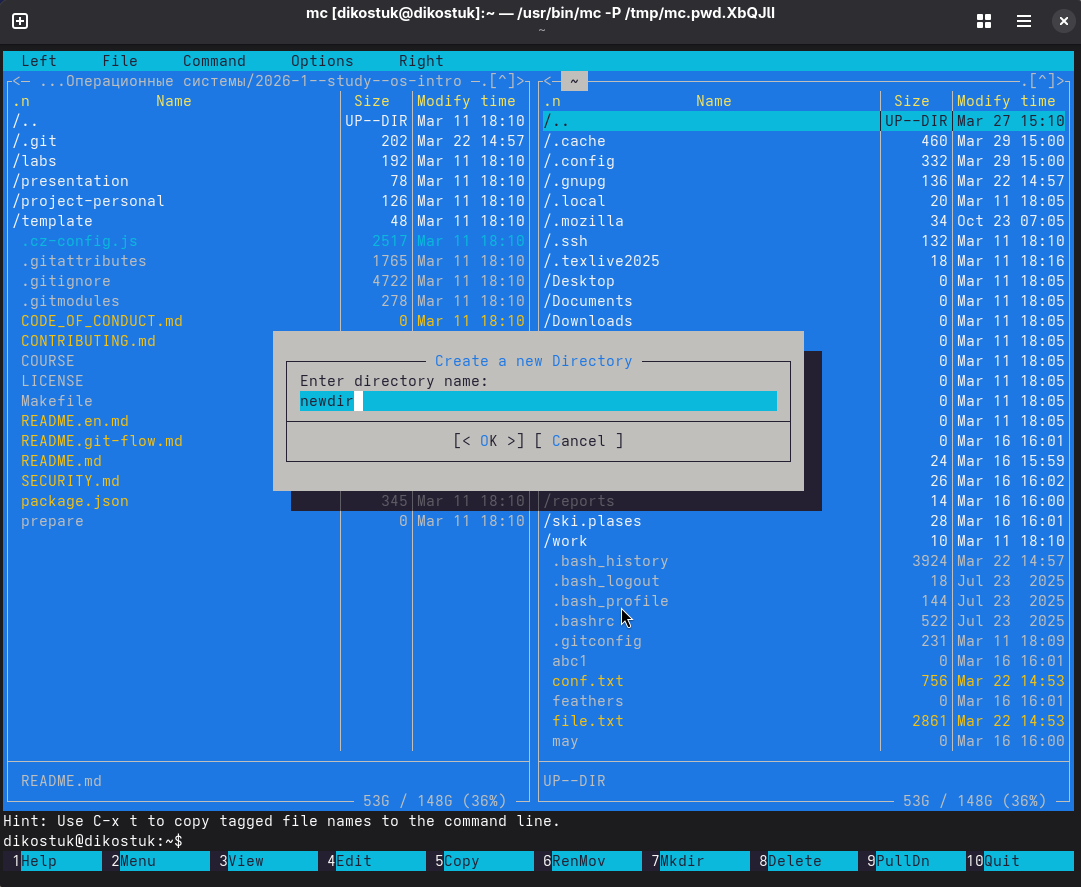 mc [dikostuk@dikostuk]:~ — /usr/bin/mc -P /tmp/mc.pwd.XbQJlI
~
Left File Command Options Right
<— ...Операционные системы/2026-1--study--os-intro —.[^]>
.n Name Size Modify time
/.. UP--DIR Mar 11 18:10
/.git 202 Mar 22 14:57
/labs 192 Mar 11 18:10
/presentation 78 Mar 11 18:10
/project-personal 126 Mar 11 18:10
/template 48 Mar 11 18:10
.cz-config.js 2517 Mar 11 18:10
.gitattributes 1765 Mar 11 18:10
.gitignore 4722 Mar 11 18:10
.gitmodules 278 Mar 11 18:10
CODE_OF_CONDUCT.md 0 Mar 11 18:10
CONTRIBUTING.md
COURSE
LICENSE
Makefile
README.en.md
README.git-flow.md
README.md
SECURITY.md
package.json 345 Mar 11 18:10
prepare 0 Mar 11 18:10
README.md
53G / 148G (36%)
<— ~ .[^]>
.n Name Size Modify time
/.. UP--DIR Mar 27 15:10
/.cache 460 Mar 29 15:00
/.config 332 Mar 29 15:00
/.gnupg 136 Mar 22 14:57
/.local 20 Mar 11 18:05
/.mozilla 34 Oct 23 07:05
/.ssh 132 Mar 11 18:10
/.texlive2025 18 Mar 11 18:16
/Desktop 0 Mar 11 18:05
/Documents 0 Mar 11 18:05
/Downloads 0 Mar 11 18:05
0 Mar 11 18:05
0 Mar 11 18:05
0 Mar 11 18:05
0 Mar 11 18:05
0 Mar 11 18:05
0 Mar 16 16:01
24 Mar 16 15:59
26 Mar 16 16:02
/reports 14 Mar 16 16:00
/ski.plases 28 Mar 16 16:01
/work 10 Mar 11 18:10
.bash_history 3924 Mar 22 14:57
.bash_logout 18 Jul 23 2025
.bash_profile 144 Jul 23 2025
.bashrc 522 Jul 23 2025
.gitconfig 231 Mar 11 18:09
abc1 0 Mar 16 16:01
conf.txt 756 Mar 22 14:53
feathers 0 Mar 16 16:01
file.txt 2861 Mar 22 14:53
may 0 Mar 16 16:00
UP--DIR
53G / 148G (36%)
Create a new Directory
Enter directory name:
newdir
[< OK >] [ Cancel ]
Hint: Use C-x t to copy tagged file names to the command line.
dikostuk@dikostuk:~$
1Help 2Menu 3View 4Edit 5Copy 6RenMov 7Mkdir 8Delete 9PullDn 10Quit